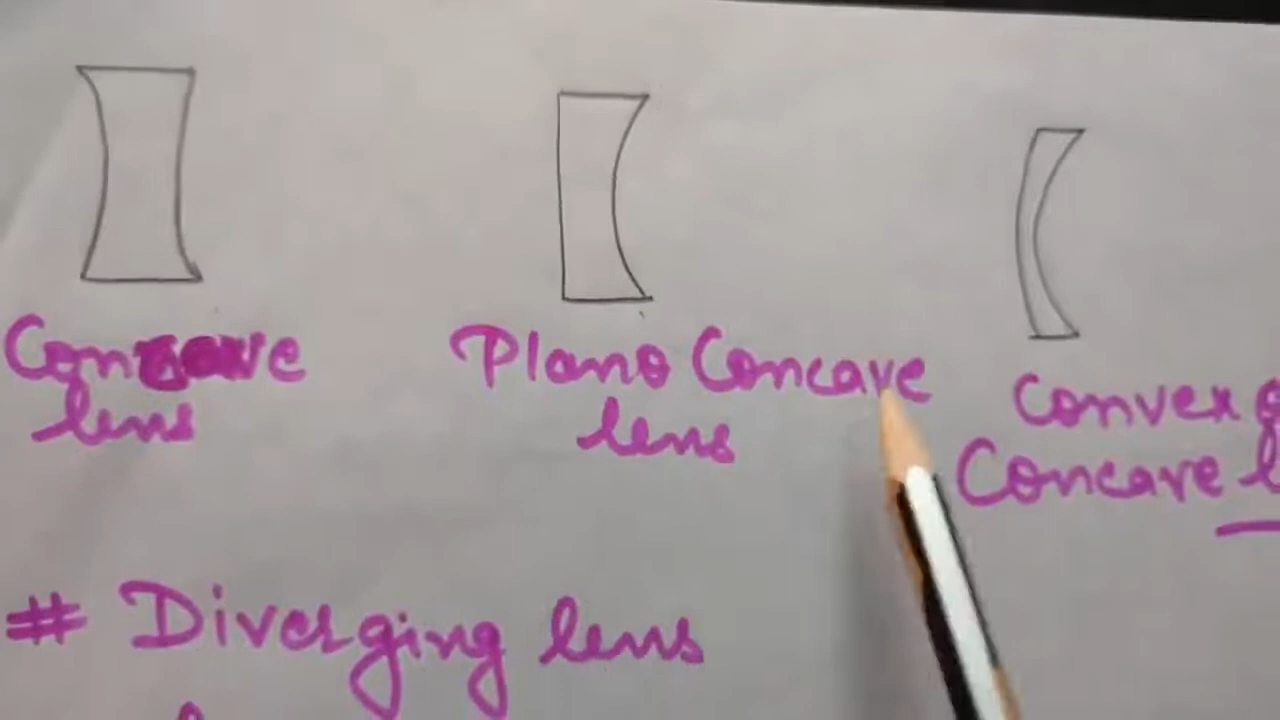 Concave
lens
Plano Concave
lens
Convex
Concave
# Diverging lens